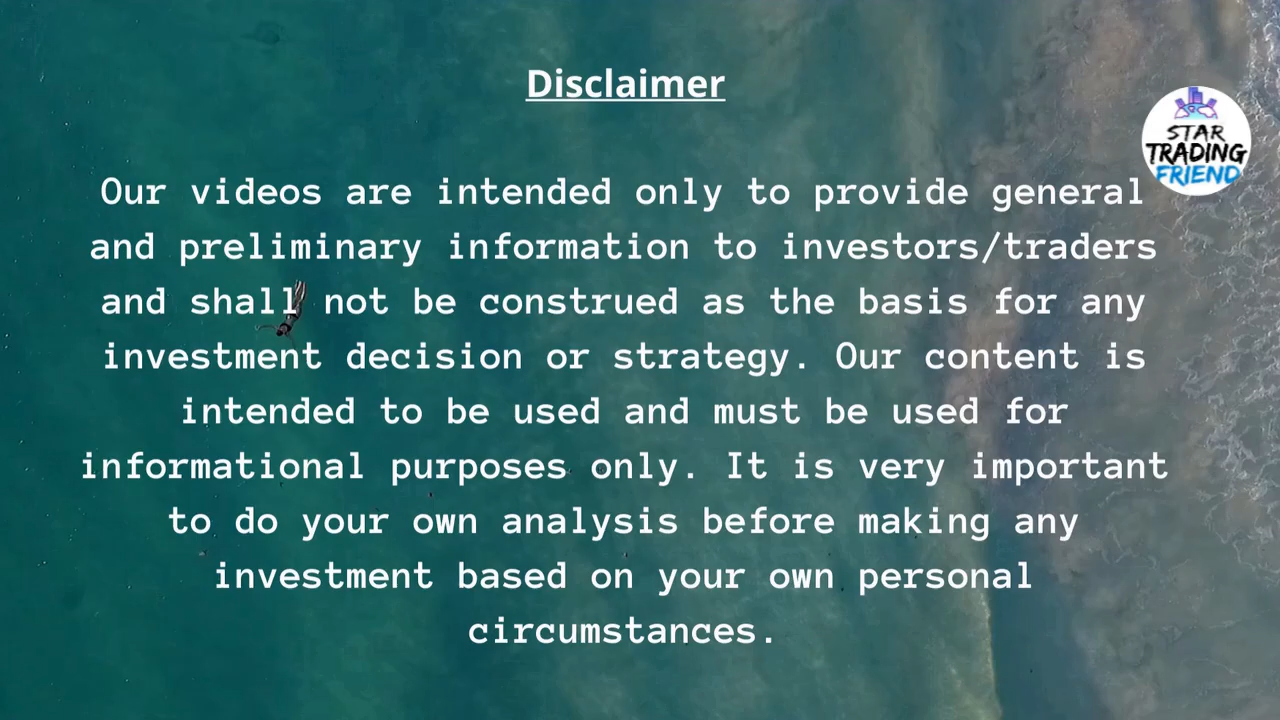 Disclaimer
STAR
TRADING
FRIEND
Our videos are intended only to provide general
and preliminary information to investors/traders
and shall not be construed as the basis for any
investment decision or strategy. Our content is
intended to be used and must be used for
informational purposes only. It is very important
to do your own analysis before making any
investment based on your own personal
circumstances.